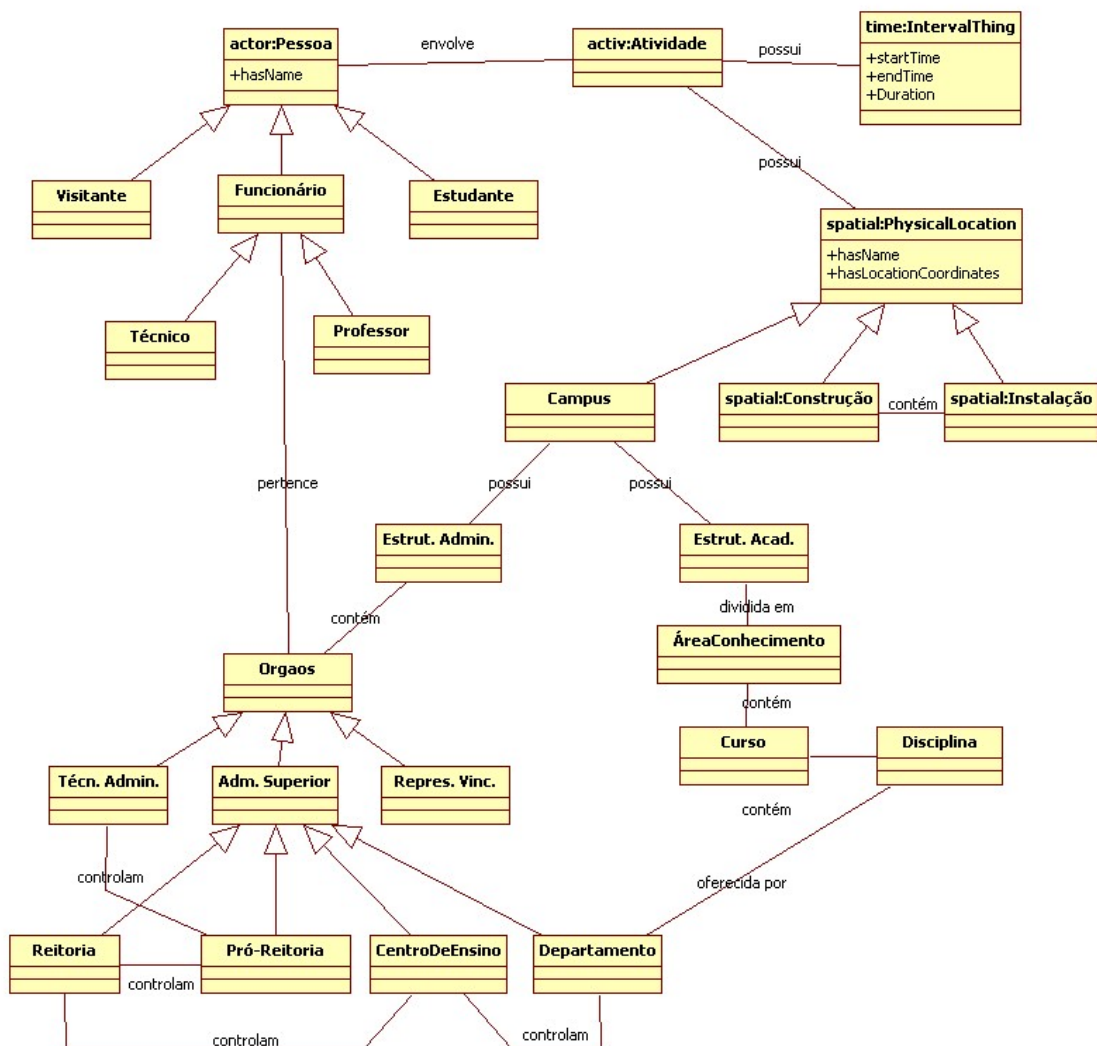 actor:Pessoa
+hasName
envolve
activ:Atividade
possui
time:IntervalThing
+startTime
+endTime
+Duration
possui
Visitante
Funcionário
Estudante
spatial:PhysicalLocation
+hasName
+hasLocationCoordinates
Técnico
Professor
Campus
spatial:Construção
contém
spatial:Instalação
pertence
possui
possui
Estrut. Admin.
Estrut. Acad.
contém
dividida em
ÁreaConhecimento
Orgaos
contém
Curso
Disciplina
Técn. Admin.
Adm. Superior
Repres. Vinc.
contém
controlam
oferecida por
Reitoria
Pró-Reitoria
CentroDeEnsino
Departamento
controlam
controlam
controlam